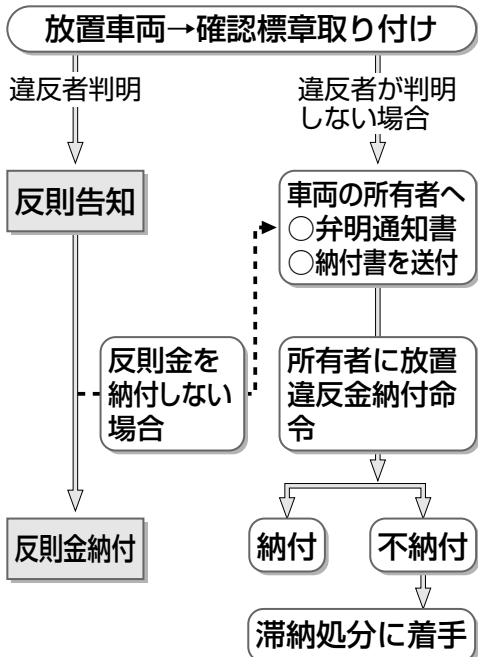 放置車両→確認標章取り付け
違反者判明
違反者が判明
しない場合
反則告知
車両の所有者へ
○弁明通知書
○納付書を送付
反則金を
納付しない
場合
所有者に放置
違反金納付命
令
反則金納付
納付
不納付
滞納処分に着手